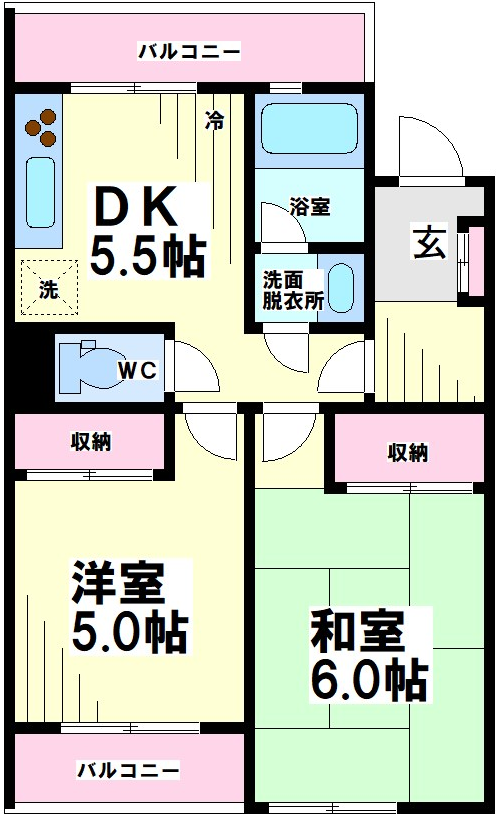 バルコニー
冷
DK
5.5帖
浴室
玄
洗面
脱衣所
洗
WC
収納
収納
洋室
5.0帖
和室
6.0帖
バルコニー